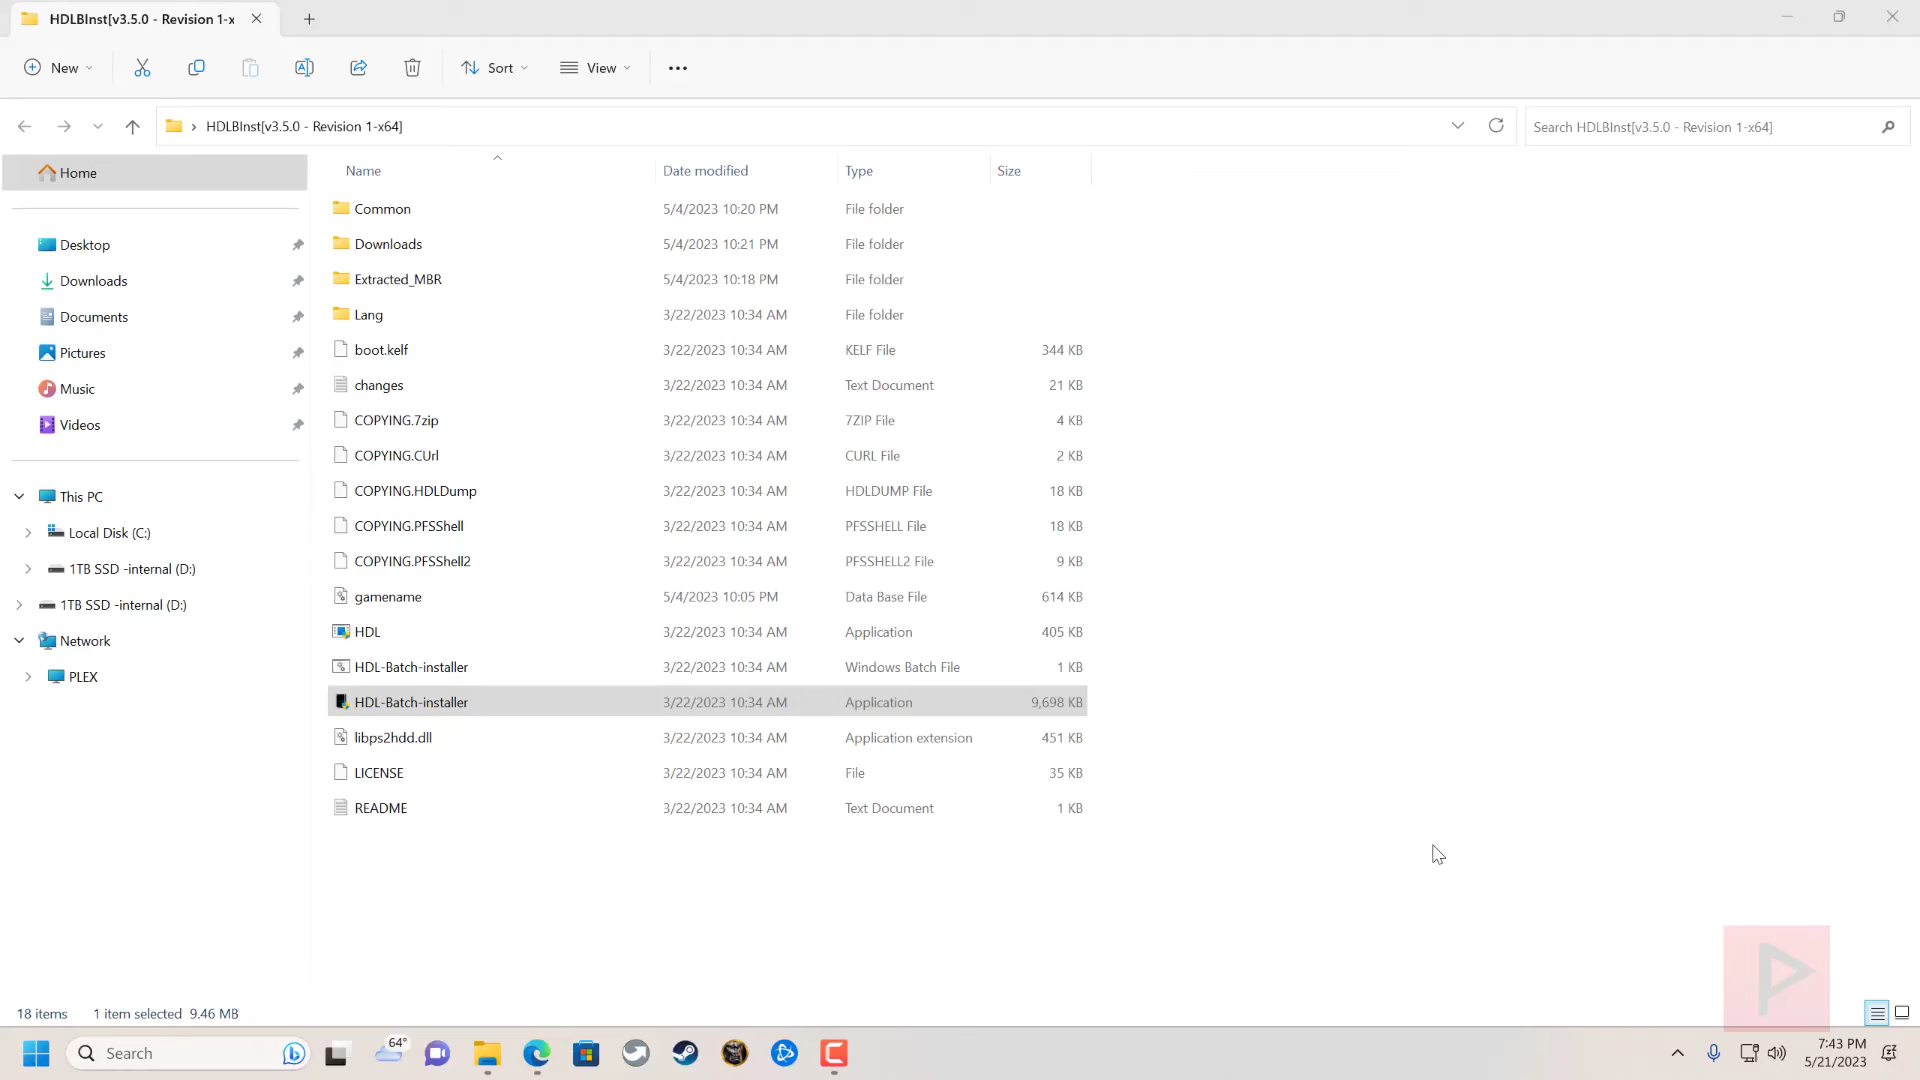 HDLBInst[v3.5.0 - Revision 1-x
New
Sort
View
HDLBInst[v3.5.0 - Revision 1-x64]
Search HDLBInst[v3.5.0 - Revision 1-x64]
Home
Desktop
Downloads
Documents
Pictures
Music
Videos
This PC
Local Disk (C:)
1TB SSD -internal (D:)
1TB SSD -internal (D:)
Network
PLEX
Name Date modified Type Size
Common 5/4/2023 10:20 PM File folder
Downloads 5/4/2023 10:21 PM File folder
Extracted_MBR 5/4/2023 10:18 PM File folder
Lang 3/22/2023 10:34 AM File folder
boot.kelf 3/22/2023 10:34 AM KELF File 344 KB
changes 3/22/2023 10:34 AM Text Document 21 KB
COPYING.7zip 3/22/2023 10:34 AM 7ZIP File 4 KB
COPYING.CUrl 3/22/2023 10:34 AM CURL File 2 KB
COPYING.HDLDump 3/22/2023 10:34 AM HDLDUMP File 18 KB
COPYING.PFSShell 3/22/2023 10:34 AM PFSSHELL File 18 KB
COPYING.PFSShell2 3/22/2023 10:34 AM PFSSHELL2 File 9 KB
gamename 5/4/2023 10:05 PM Data Base File 614 KB
HDL 3/22/2023 10:34 AM Application 405 KB
HDL-Batch-installer 3/22/2023 10:34 AM Windows Batch File 1 KB
HDL-Batch-installer 3/22/2023 10:34 AM Application 9,698 KB
libps2hdd.dll 3/22/2023 10:34 AM Application extension 451 KB
LICENSE 3/22/2023 10:34 AM File 35 KB
README 3/22/2023 10:34 AM Text Document 1 KB
18 items 1 item selected 9.46 MB
Search
64°
7:43 PM
5/21/2023